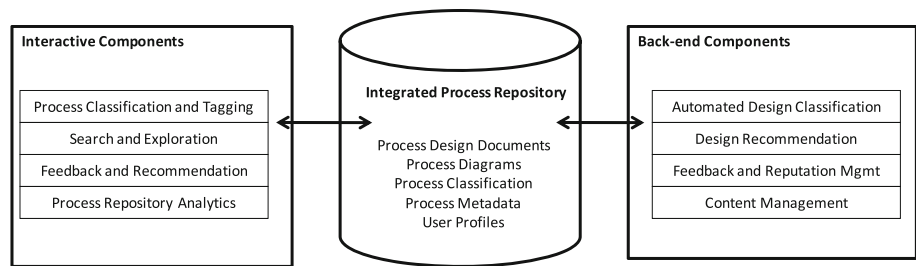 Interactive Components
Process Classification and Tagging
Search and Exploration
Feedback and Recommendation
Process Repository Analytics
Integrated Process Repository
Process Design Documents
Process Diagrams
Process Classification
Process Metadata
User Profiles
Back-end Components
Automated Design Classification
Design Recommendation
Feedback and Reputation Mgmt
Content Management